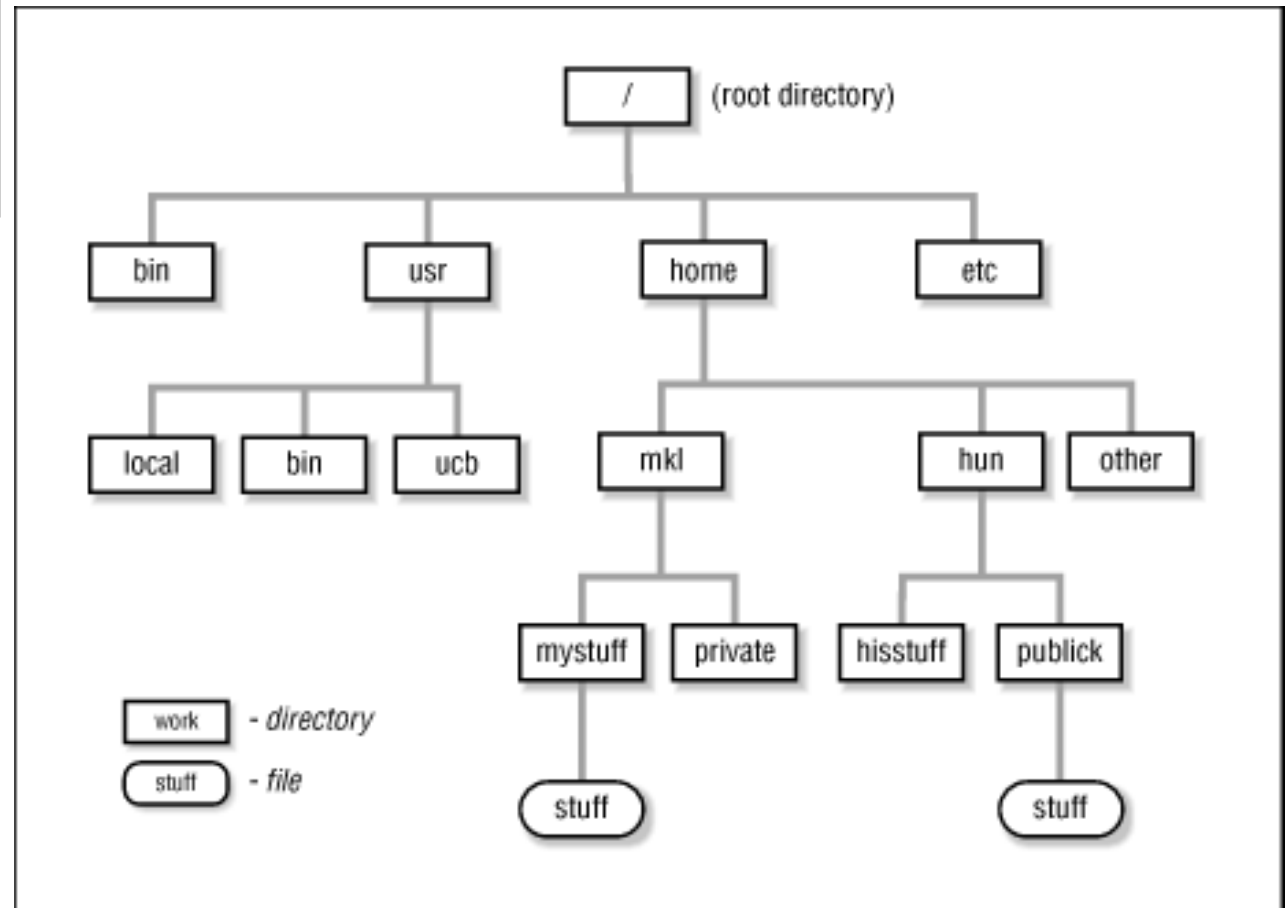 / (root directory)
bin usr home etc
local bin ucb mkl hun other
mystuff private hisstuff publick
work - directory
stuff - file
stuff stuff